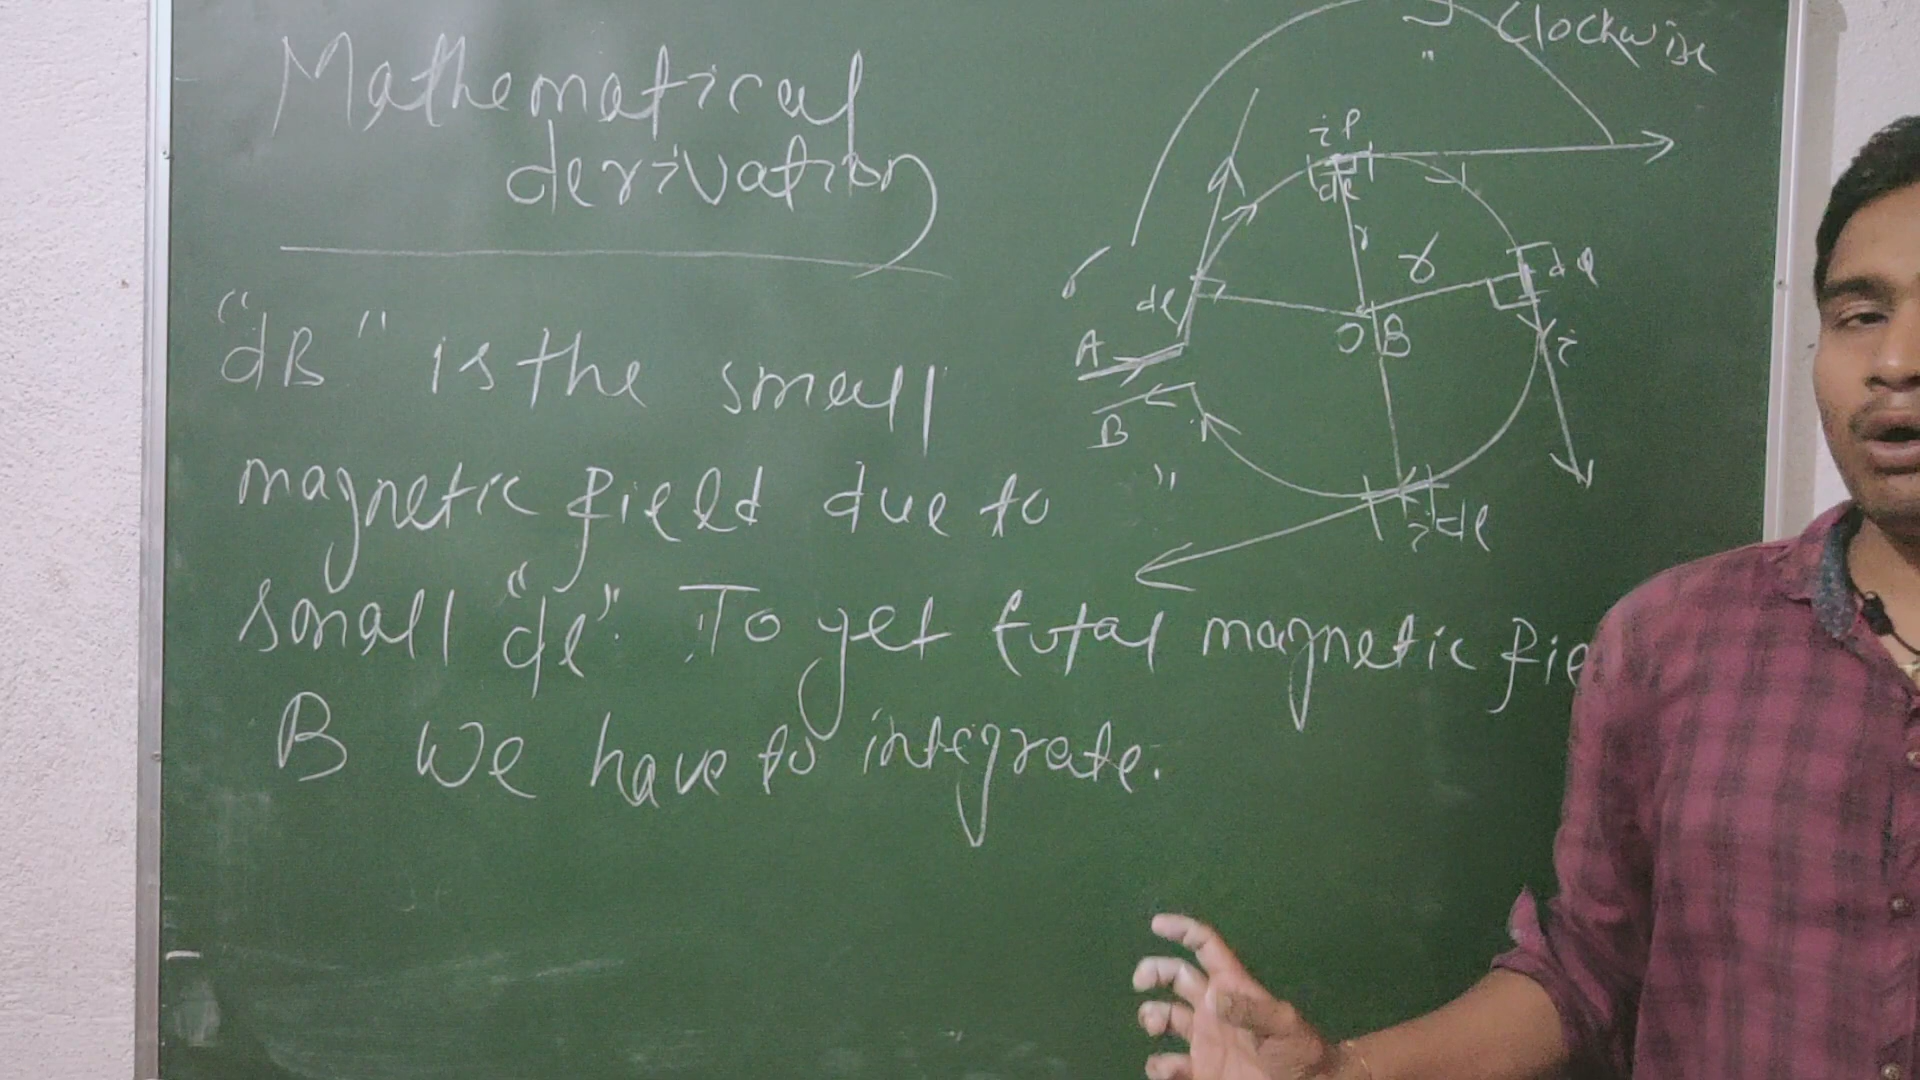 Mathematical
derivation
"dB" is the small
magnetic field due to
small "dl". To get total magnetic fie
B we have to integrate.
Clockwise
"
i P
dl
r
r
dl
dl
A
O B
i
B
"
i dl